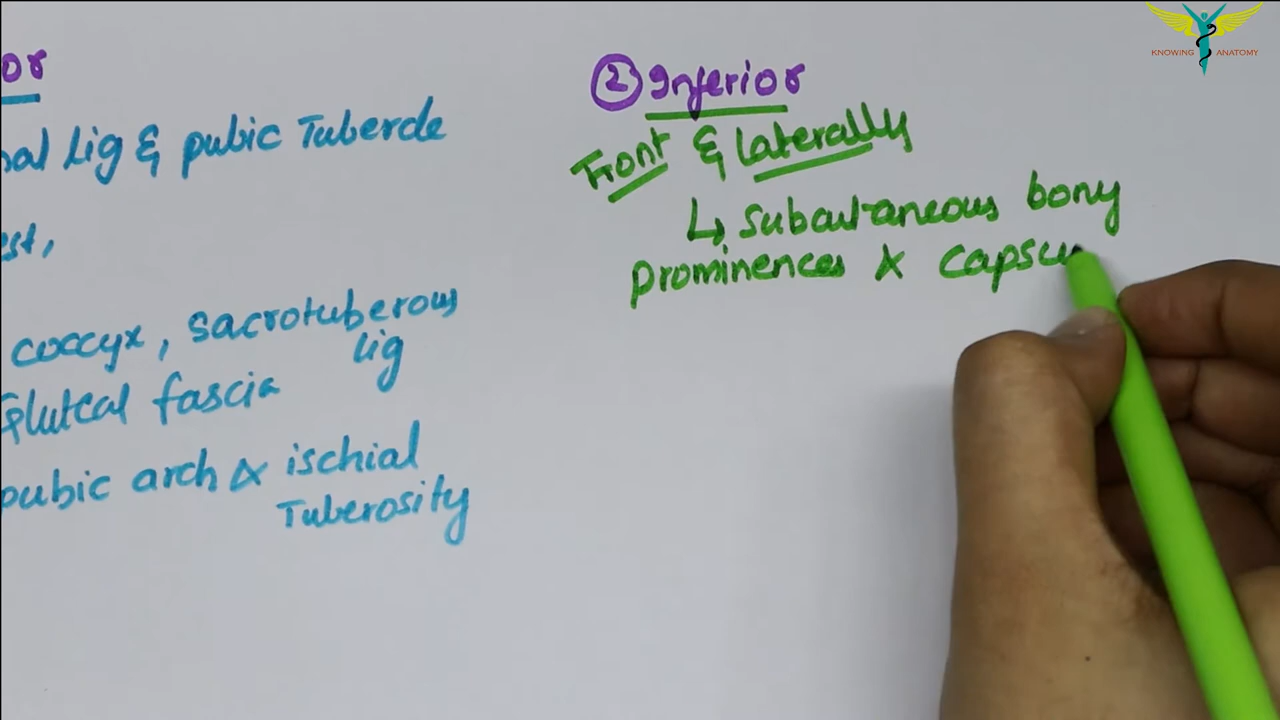 KNOWING ANATOMY
or
nal Lig & pubic Tubercle
est,
coccyx, sacrotuberous
lig
Gluteal fascia
pubic arch & ischial
Tuberosity
② Inferior
Front & laterally
↳ subcutaneous bony
prominences & capsu